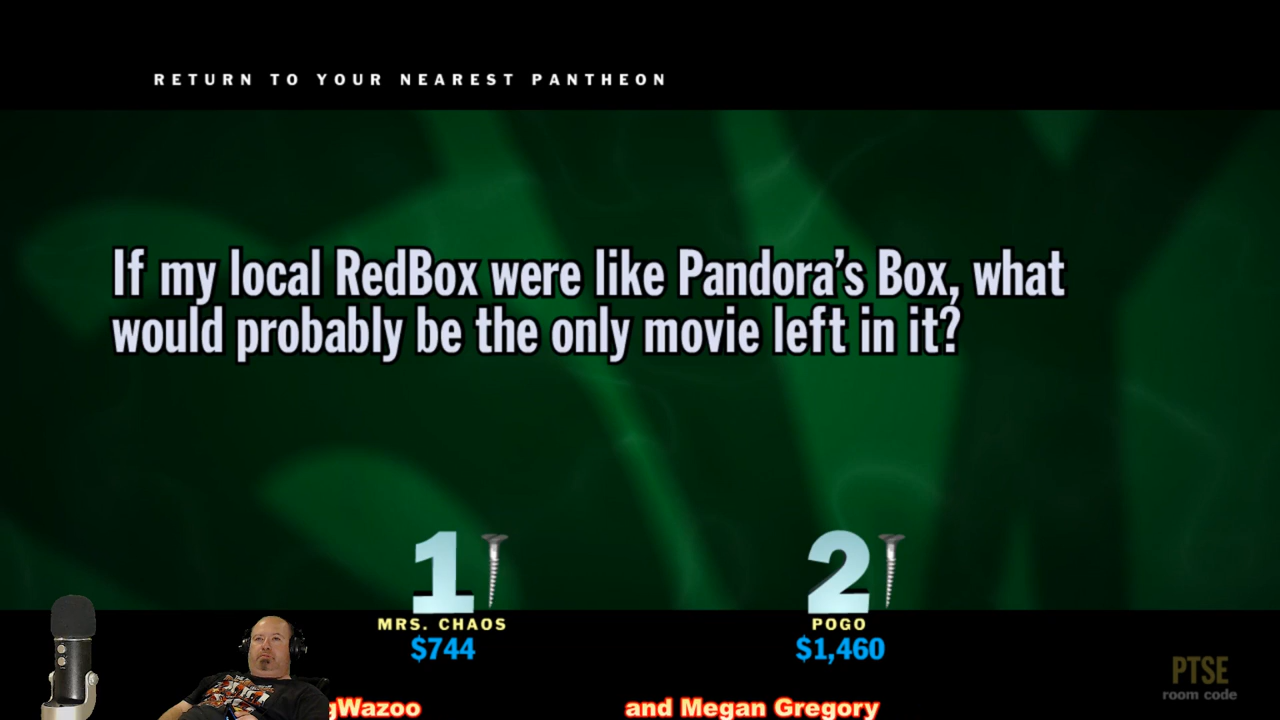 RETURN TO YOUR NEAREST PANTHEON
If my local RedBox were like Pandora's Box, what
would probably be the only movie left in it?
1
2
MRS. CHAOS
POGO
$744
$1,460
PTSE
room code
gWazoo
and Megan Gregory